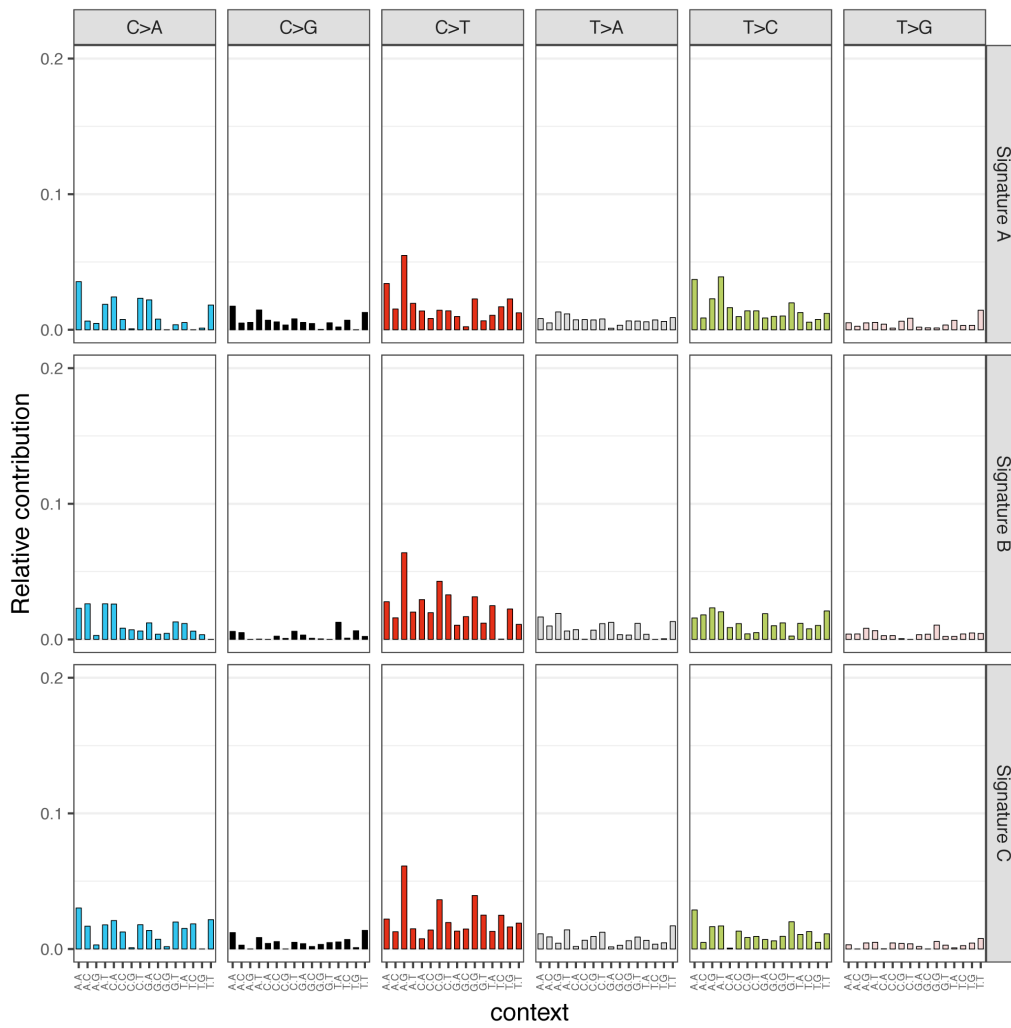 C>A C>G C>T T>A T>C T>G
0.2
0.1
0.0
Signature A
0.2
0.1
0.0
Signature B
0.2
0.1
0.0
Signature C
Relative contribution
A.A A.C A.G A.T C.A C.C C.G C.T G.A G.C G.G G.T T.A T.C T.G T.T A.A A.C A.G A.T C.A C.C C.G C.T G.A G.C G.G G.T T.A T.C T.G T.T A.A A.C A.G A.T C.A C.C C.G C.T G.A G.C G.G G.T T.A T.C T.G T.T A.A A.C A.G A.T C.A C.C C.G C.T G.A G.C G.G G.T T.A T.C T.G T.T A.A A.C A.G A.T C.A C.C C.G C.T G.A G.C G.G G.T T.A T.C T.G T.T A.A A.C A.G A.T C.A C.C C.G C.T G.A G.C G.G G.T T.A T.C T.G T.T
context